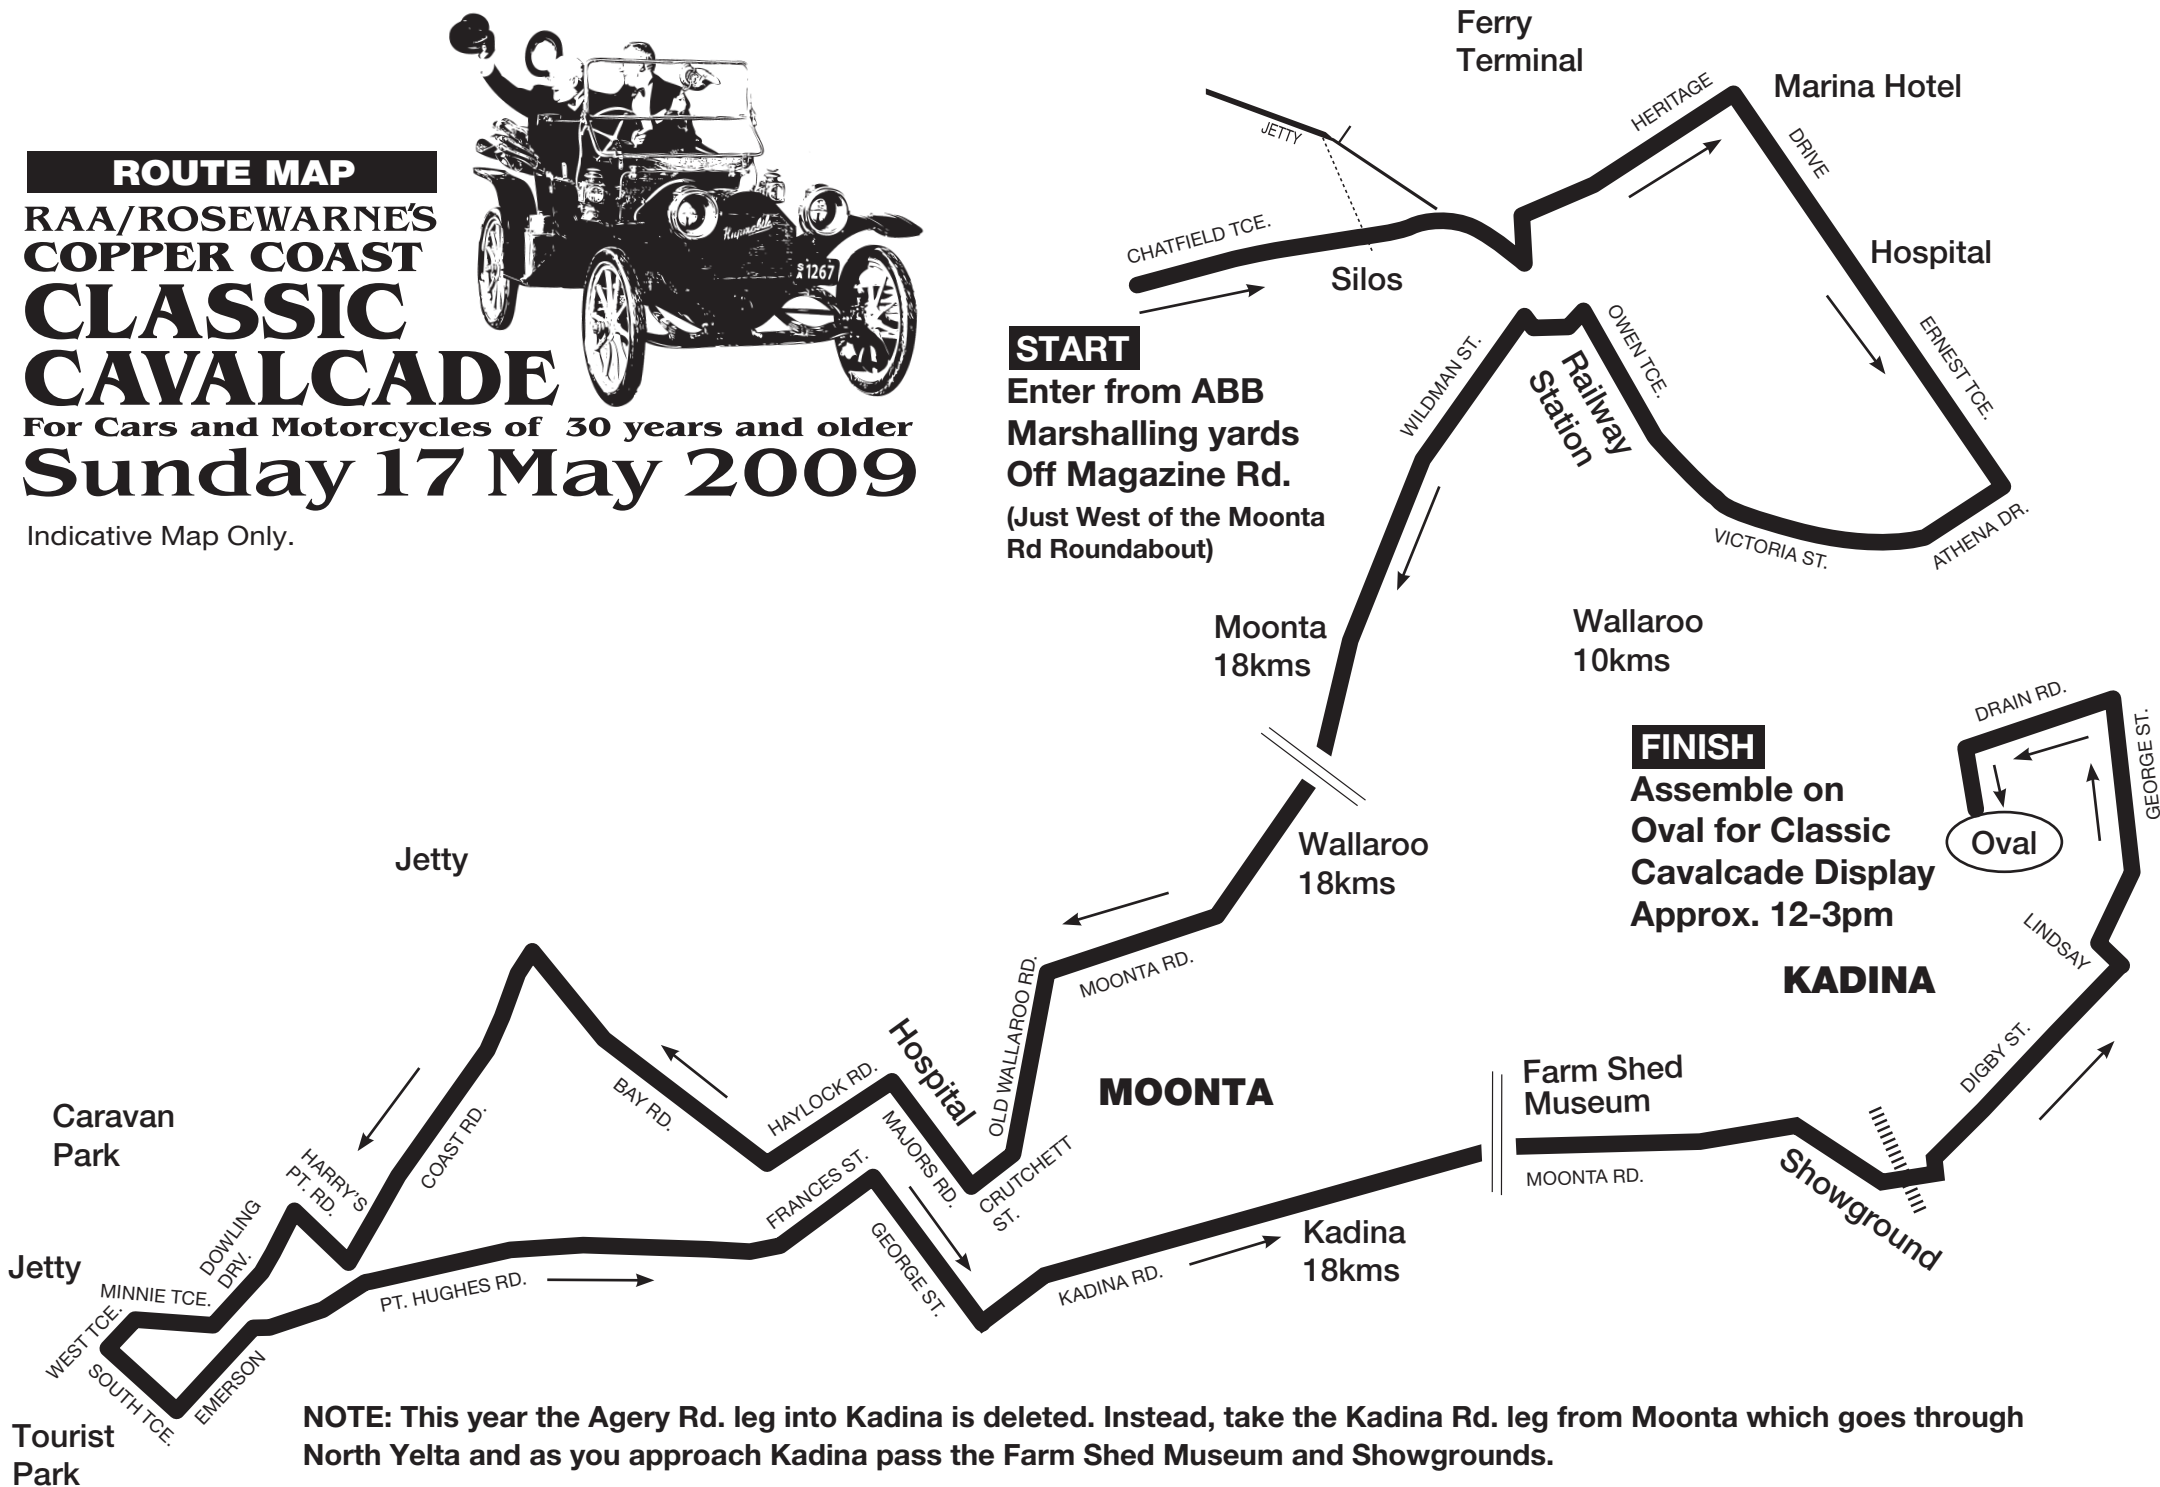 ROUTE MAP
RAA/ROSEWARNE'S
COPPER COAST
CLASSIC
CAVALCADE
For Cars and Motorcycles of 30 years and older
Sunday 17 May 2009
Indicative Map Only.
Hupmobile
SA 1267
Ferry
Terminal
HERITAGE
Marina Hotel
DRIVE
JETTY
CHATFIELD TCE.
Silos
Hospital
START
Enter from ABB
Marshalling yards
Off Magazine Rd.
(Just West of the Moonta
Rd Roundabout)
WILDMAN ST.
Railway
Station
OWEN TCE.
ERNEST TCE.
VICTORIA ST.
ATHENA DR.
Moonta
18kms
Wallaroo
10kms
DRAIN RD.
GEORGE ST.
FINISH
Assemble on
Oval for Classic
Cavalcade Display
Approx. 12-3pm
Oval
Wallaroo
18kms
LINDSAY
KADINA
Jetty
MOONTA RD.
OLD WALLAROO RD.
Hospital
MOONTA
DIGBY ST.
Farm Shed
Museum
MOONTA RD.
Showground
BAY RD.
HAYLOCK RD.
MAJORS RD.
CRUTCHETT
ST.
Caravan
Park
COAST RD.
HARRY'S
PT. RD.
DOWLING
DRV.
FRANCES ST.
GEORGE ST.
Kadina
18kms
KADINA RD.
Jetty
MINNIE TCE.
WEST TCE.
SOUTH TCE.
EMERSON
PT. HUGHES RD.
Tourist
Park
NOTE: This year the Agery Rd. leg into Kadina is deleted. Instead, take the Kadina Rd. leg from Moonta which goes through
North Yelta and as you approach Kadina pass the Farm Shed Museum and Showgrounds.